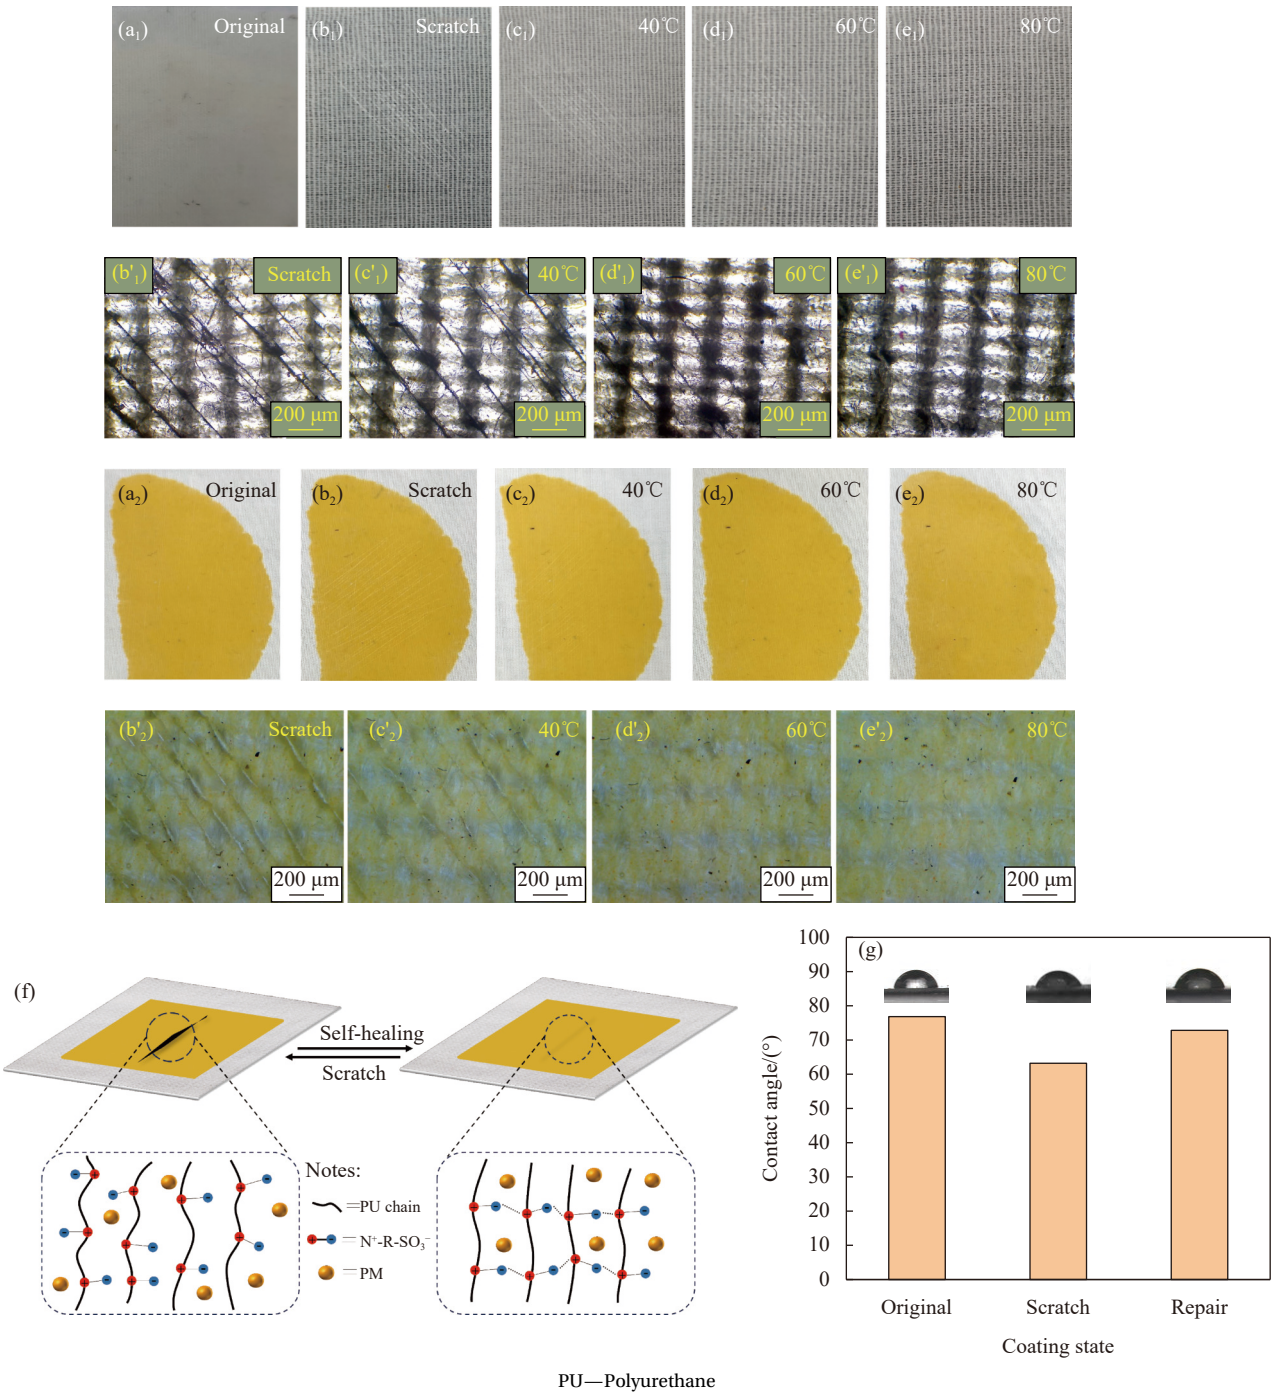 (a₁) Original
(b₁) Scratch
(c₁) 40℃
(d₁) 60℃
(e₁) 80℃
(b'₁) Scratch
200 μm
(c'₁) 40℃
200 μm
(d'₁) 60℃
200 μm
(e'₁) 80℃
200 μm
(a₂) Original
(b₂) Scratch
(c₂) 40℃
(d₂) 60℃
(e₂) 80℃
(b'₂) Scratch
200 μm
(c'₂) 40℃
200 μm
(d'₂) 60℃
200 μm
(e'₂) 80℃
200 μm
(f)
Self-healing
Scratch
Notes:
=PU chain
+ - = N⁺-R-SO₃⁻
= PM
(g)
Contact angle/(°)
100
90
80
70
60
50
40
30
20
10
0
Original Scratch Repair
Coating state
PU—Polyurethane